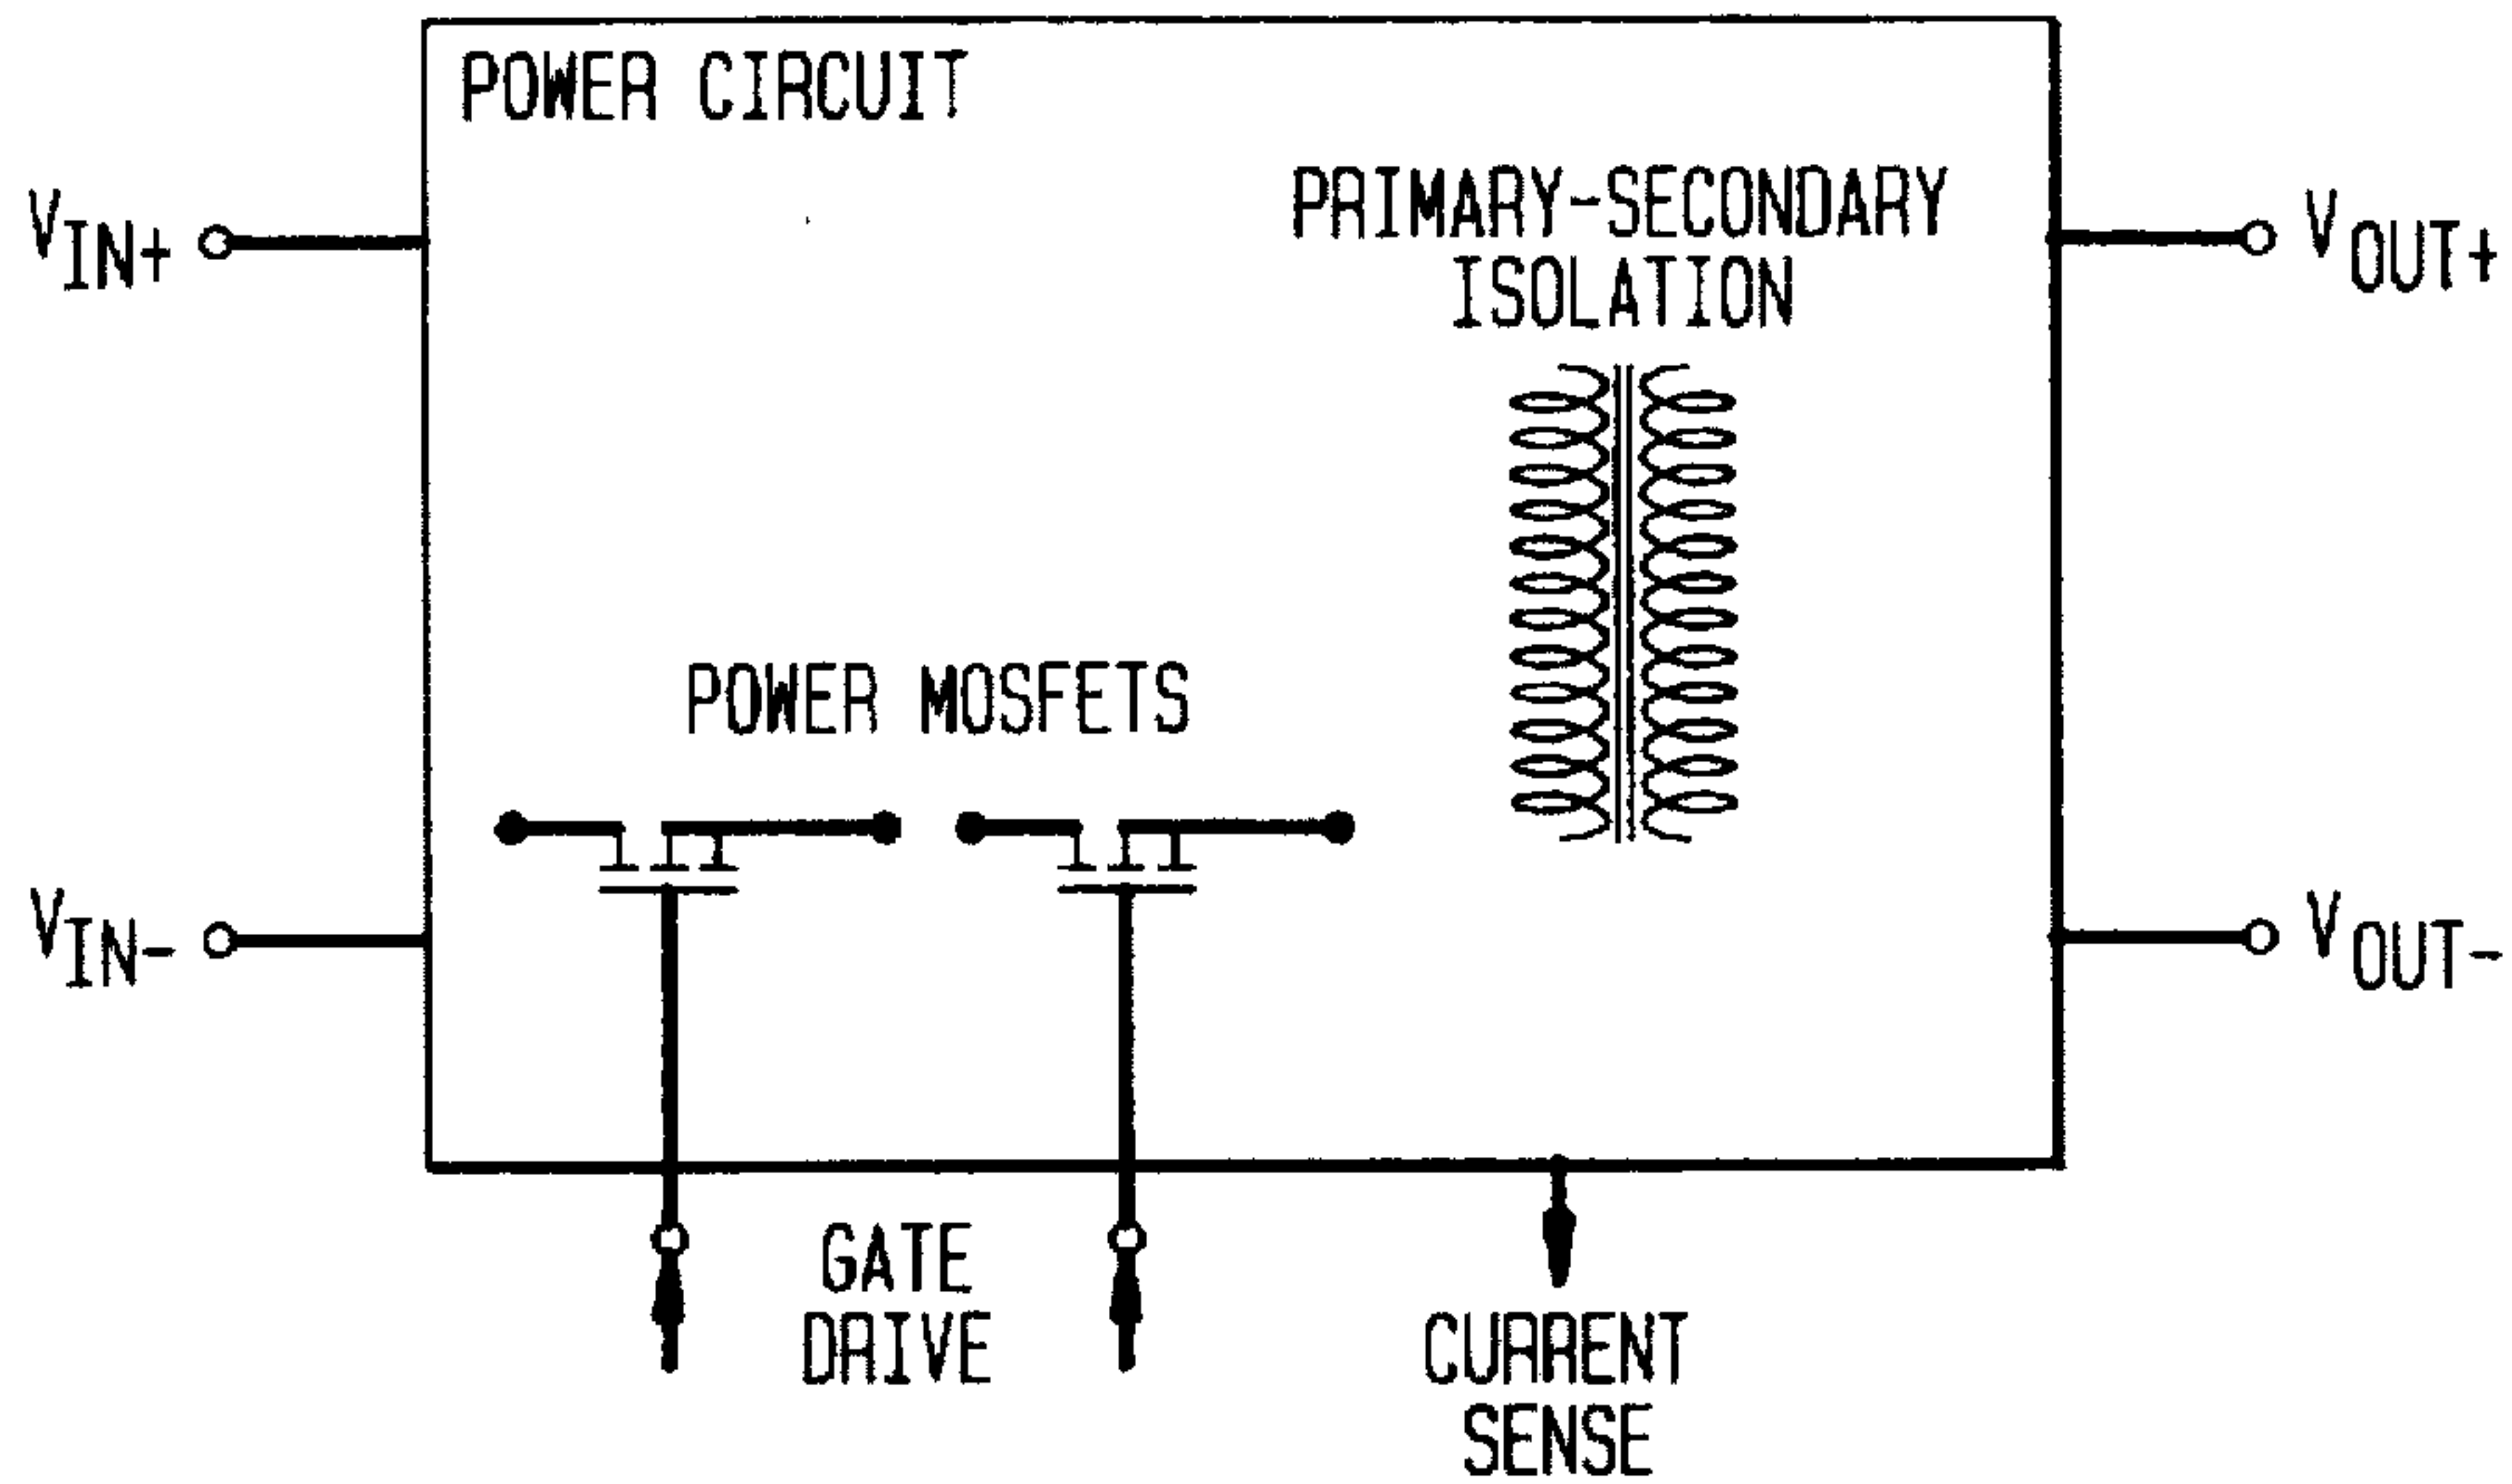 POWER CIRCUIT
PRIMARY-SECONDARY
ISOLATION
VIN+
VOUT+
POWER MOSFETS
VIN-
VOUT-
GATE
DRIVE
CURRENT
SENSE